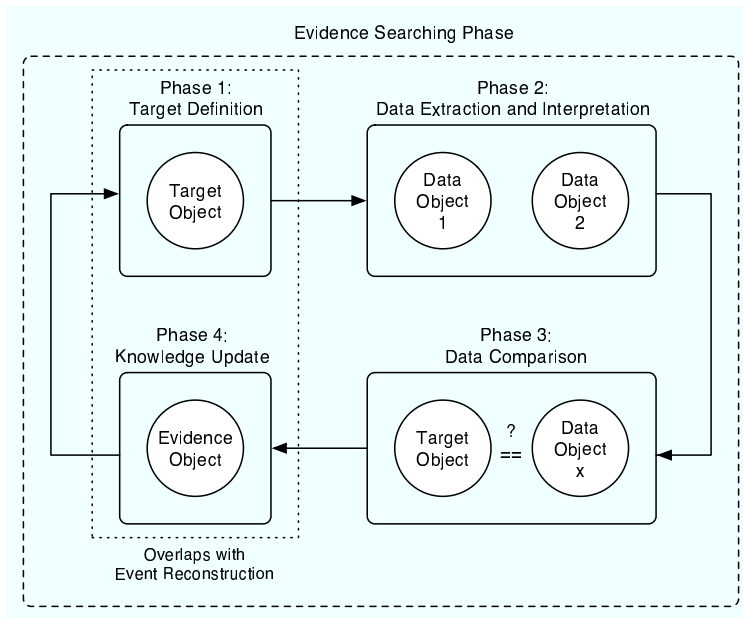 Evidence Searching Phase
Phase 1:
Target Definition
Target
Object
Phase 2:
Data Extraction and Interpretation
Data
Object
1
Data
Object
2
Phase 4:
Knowledge Update
Evidence
Object
Phase 3:
Data Comparison
Target
Object
?
==
Data
Object
x
Overlaps with
Event Reconstruction